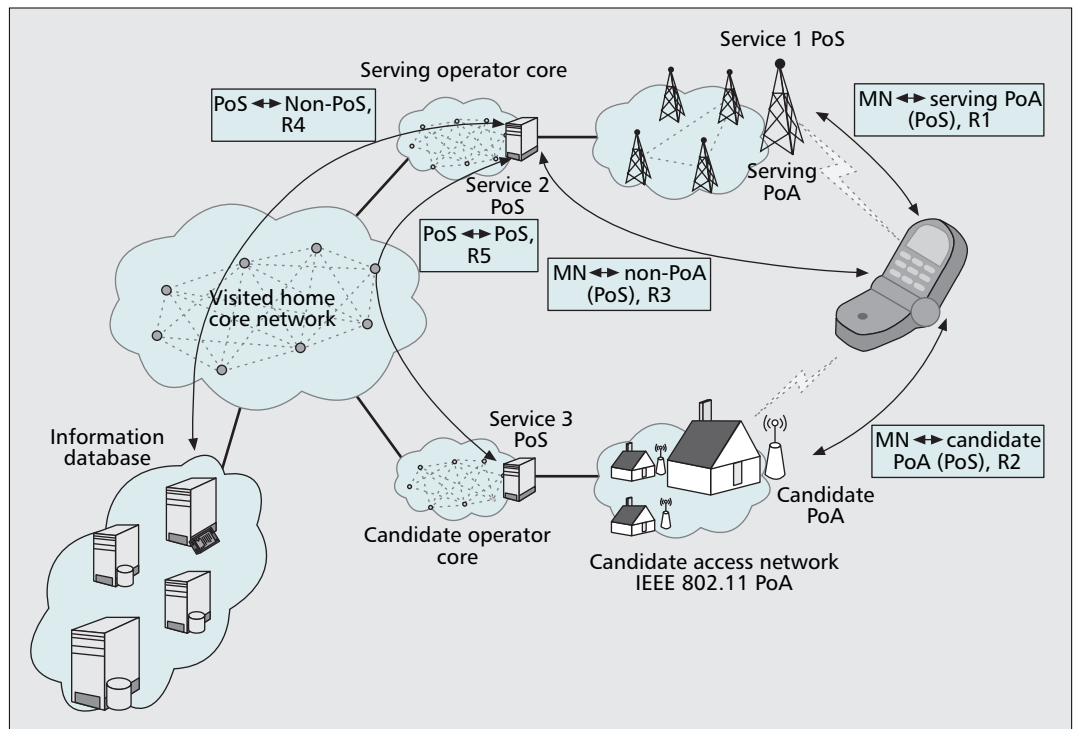 Service 1 PoS
Serving operator core
PoS ↔ Non-PoS,
R4
MN ↔ serving PoA
(PoS), R1
Serving
PoA
Service 2
PoS
PoS ↔ PoS,
R5
MN ↔ non-PoA
(PoS), R3
Visited home
core network
Service 3
PoS
Information
database
MN ↔ candidate
PoA (PoS), R2
Candidate
PoA
Candidate operator
core
Candidate access network
IEEE 802.11 PoA